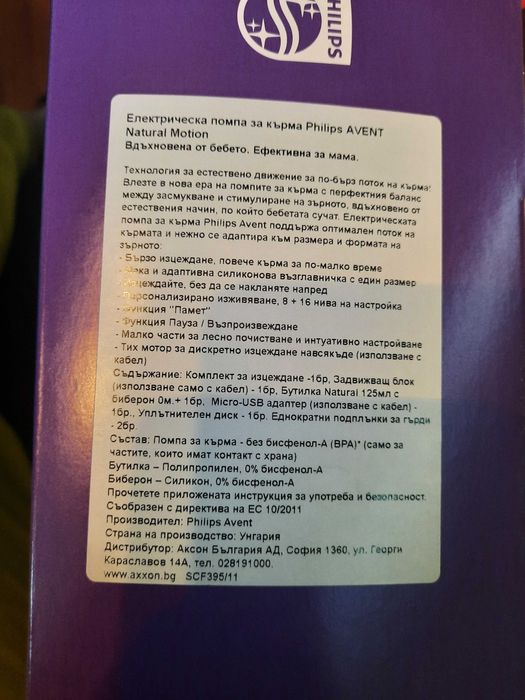 PHILIPS
Електрическа помпа за кърма Philips AVENT
Natural Motion
Вдъхновена от бебето. Ефективна за мама.
Технология за естествено движение за по-бърз поток на кърма!
Влезте в нова ера на помпите за кърма с перфектния баланс
между засмукване и стимулиране на зърното, вдъхновено от
естествения начин, по който бебетата сучат. Електрическата
помпа за кърма Philips Avent поддържа оптимален поток на
кърмата и нежно се адаптира към размера и формата на
зърното:
- Бързо изцеждане, повече кърма за по-малко време
- Мека и адаптивна силиконова възглавничка с един размер
- Изцеждайте, без да се накланяте напред
- Персонализирано изживяване, 8 + 16 нива на настройка
- Функция "Памет"
- Функция Пауза / Възпроизвеждане
- Малко части за лесно почистване и интуитивно настройване
- Тих мотор за дискретно изцеждане навсякъде (използване с
кабел)
Съдържание: Комплект за изцеждане -1бр, Задвижващ блок
(използване само с кабел) - 1бр, Бутилка Natural 125мл с
биберон 0м.+ 1бр, Micro-USB адаптер (използване с кабел) -
1бр., Уплътнителен диск - 1бр. Еднократни подплънки за гърди
- 2бр.
Състав: Помпа за кърма - без бисфенол-А (BPA)* (само за
частите, които имат контакт с храна)
Бутилка – Полипропилен, 0% бисфенол-А
Биберон – Силикон, 0% бисфенол-А
Прочетете приложената инструкция за употреба и безопасност.
Съобразен с директива на ЕС 10/2011
Производител: Philips Avent
Страна на производство: Унгария
Дистрибутор: Аксон България АД, София 1360, ул. Георги
Караславов 14А, тел. 028191000.
www.axxon.bg SCF395/11